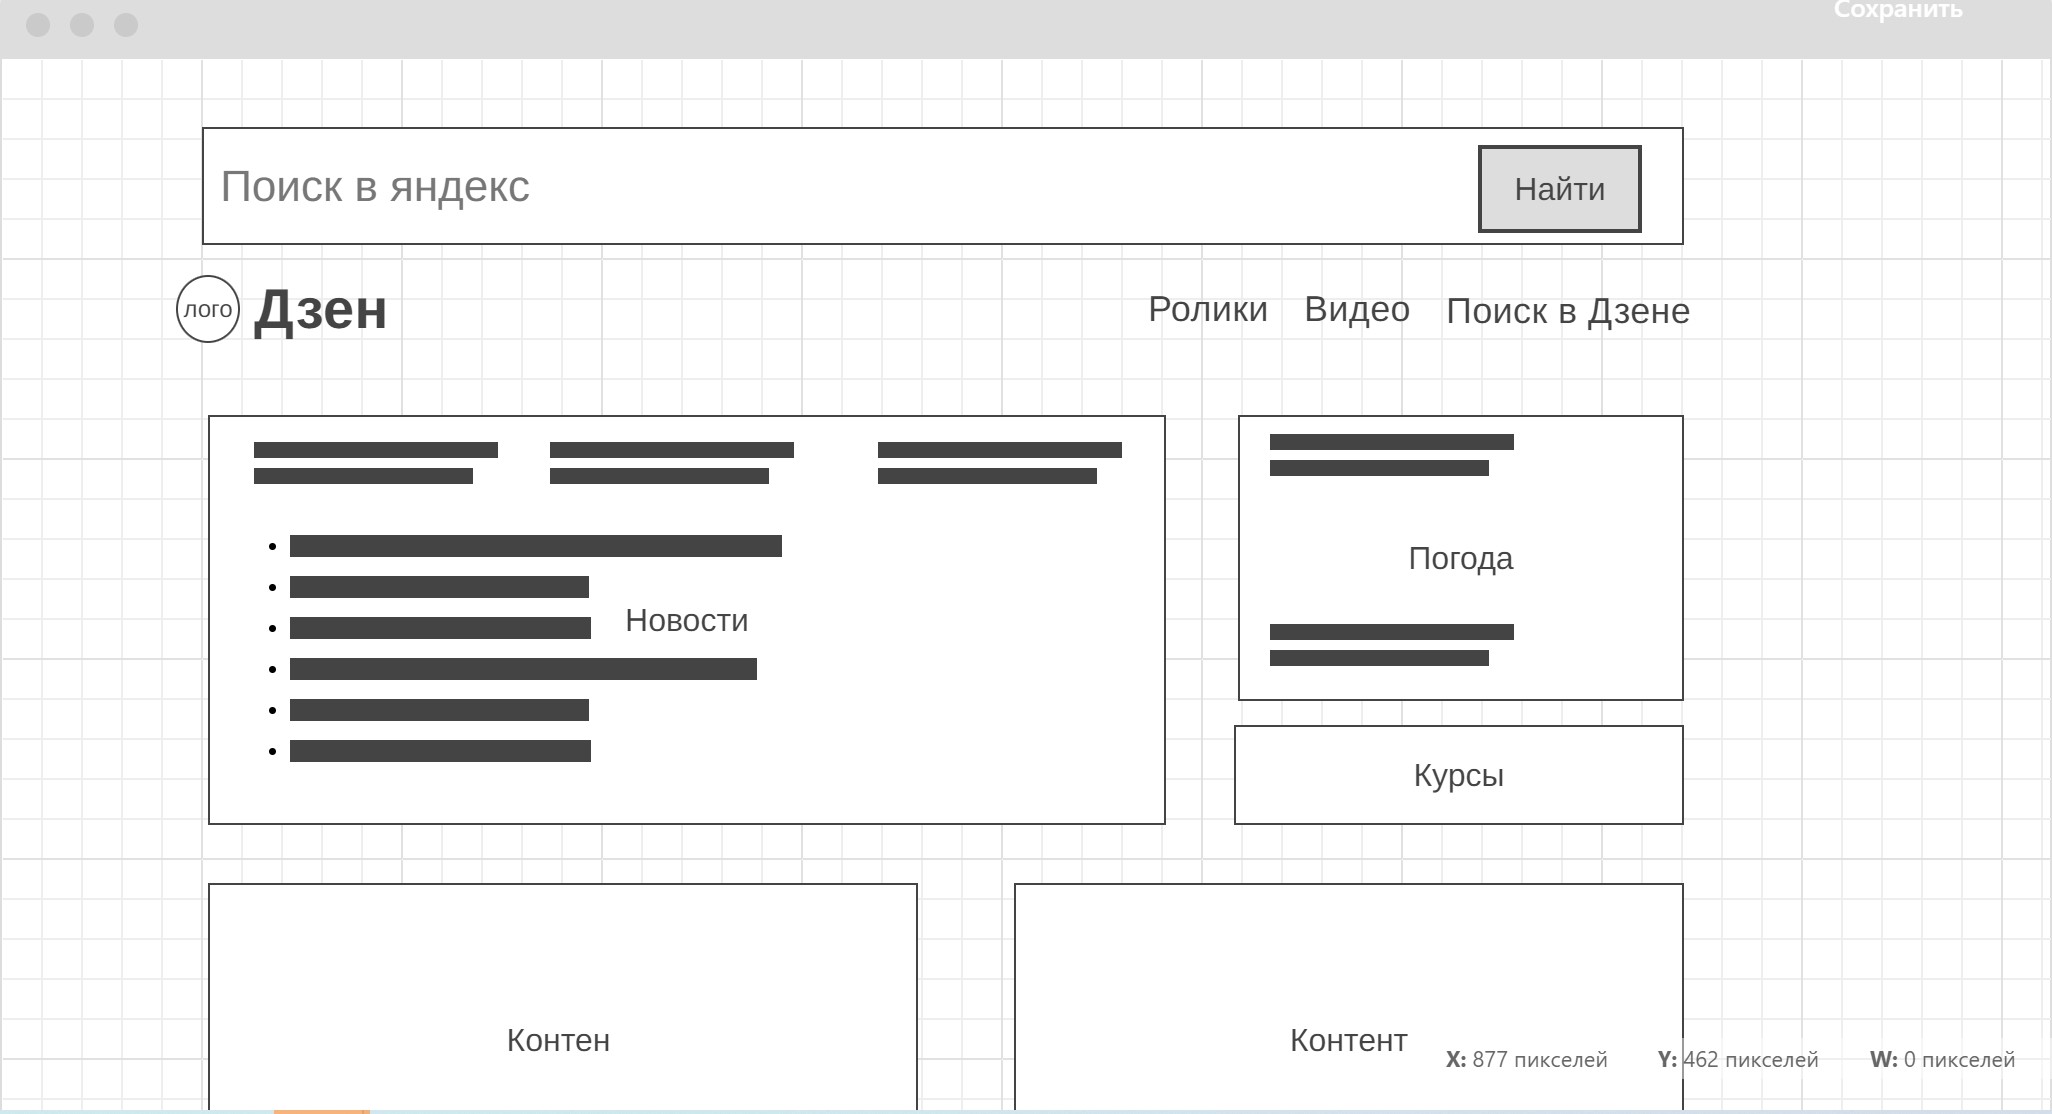 Сохранить
Поиск в яндекс
Найти
лого Дзен
Ролики Видео Поиск в Дзене
Погода
Новости
Курсы
Контен
Контент
X: 877 пикселей Y: 462 пикселей W: 0 пикселей